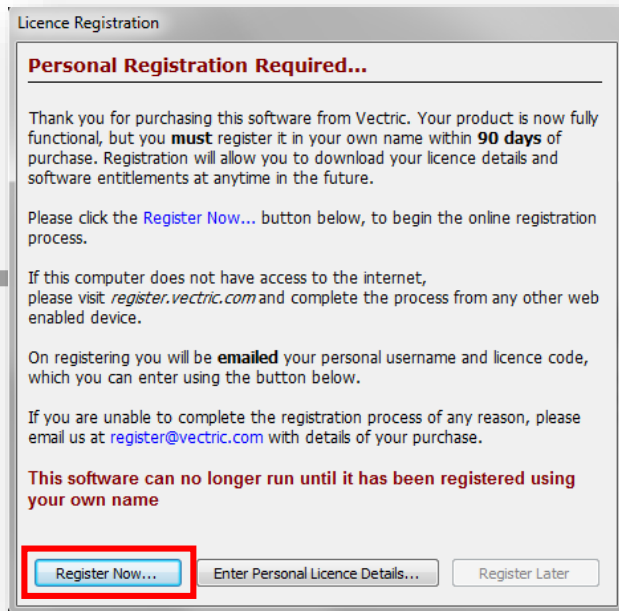 Licence Registration
Personal Registration Required...
Thank you for purchasing this software from Vectric. Your product is now fully
functional, but you must register it in your own name within 90 days of
purchase. Registration will allow you to download your licence details and
software entitlements at anytime in the future.
Please click the Register Now... button below, to begin the online registration
process.
If this computer does not have access to the internet,
please visit register.vectric.com and complete the process from any other web
enabled device.
On registering you will be emailed your personal username and licence code,
which you can enter using the button below.
If you are unable to complete the registration process of any reason, please
email us at register@vectric.com with details of your purchase.
This software can no longer run until it has been registered using
your own name
Register Now...
Enter Personal Licence Details...
Register Later